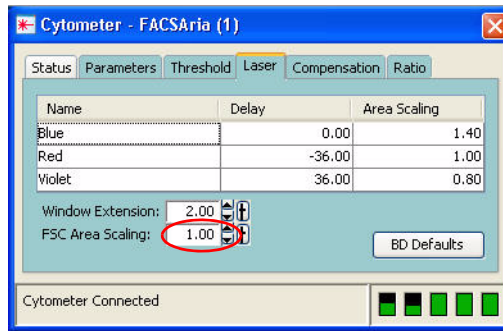 Cytometer - FACSAria (1)
Status Parameters Threshold Laser Compensation Ratio
Name Delay Area Scaling
Blue 0.00 1.40
Red -36.00 1.00
Violet 36.00 0.80
Window Extension: 2.00
FSC Area Scaling: 1.00
BD Defaults
Cytometer Connected